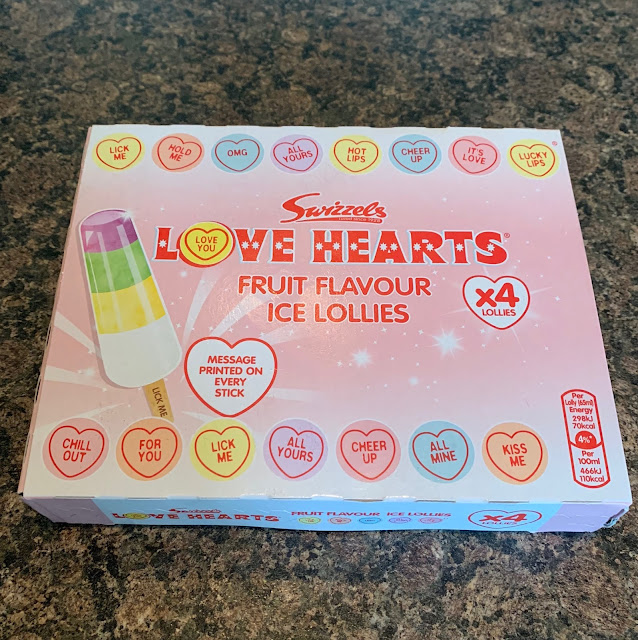 LICK
ME
HOLD
ME
OMG
ALL
YOURS
HOT
LIPS
CHEER
UP
IT'S
LOVE
LUCKY
LIPS
Swizzels
LOVE
YOU
LOVE HEARTS®
FRUIT FLAVOUR
ICE LOLLIES
x4
LOLLIES
MESSAGE
PRINTED ON
EVERY
STICK
LICK ME
CHILL
OUT
FOR
YOU
LICK
ME
ALL
YOURS
CHEER
UP
ALL
MINE
KISS
ME
Per
Lolly (65ml)
Energy
298kJ
70kcal
4%
Per
100ml
466kJ
110kcal
Swizzels
LOVE HEARTS
FRUIT FLAVOUR ICE LOLLIES
x4
LOLLIES